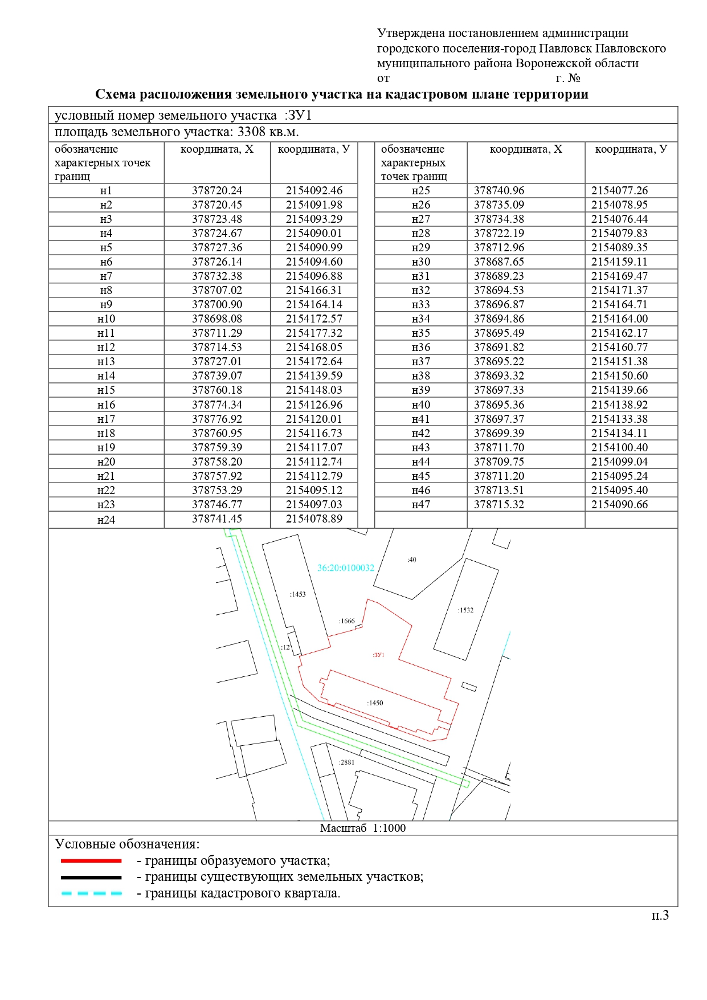 Утверждена постановлением администрации
городского поселения-город Павловск Павловского
муниципального района Воронежской области
от г. №
Схема расположения земельного участка на кадастровом плане территории
условный номер земельного участка :ЗУ1
площадь земельного участка: 3308 кв.м.
обозначение характерных точек границ координата, Х координата, У обозначение характерных точек границ координата, Х координата, У
н1 378720.24 2154092.46 н25 378740.96 2154077.26
н2 378720.45 2154091.98 н26 378735.09 2154078.95
н3 378723.48 2154093.29 н27 378734.38 2154076.44
н4 378724.67 2154090.01 н28 378722.19 2154079.83
н5 378727.36 2154090.99 н29 378712.96 2154089.35
н6 378726.14 2154094.60 н30 378687.65 2154159.11
н7 378732.38 2154096.88 н31 378689.23 2154169.47
н8 378707.02 2154166.31 н32 378694.53 2154171.37
н9 378700.90 2154164.14 н33 378696.87 2154164.71
н10 378698.08 2154172.57 н34 378694.86 2154164.00
н11 378711.29 2154177.32 н35 378695.49 2154162.17
н12 378714.53 2154168.05 н36 378691.82 2154160.77
н13 378727.01 2154172.64 н37 378695.22 2154151.38
н14 378739.07 2154139.59 н38 378693.32 2154150.60
н15 378760.18 2154148.03 н39 378697.33 2154139.66
н16 378774.34 2154126.96 н40 378695.36 2154138.92
н17 378776.92 2154120.01 н41 378697.37 2154133.38
н18 378760.95 2154116.73 н42 378699.39 2154134.11
н19 378759.39 2154117.07 н43 378711.70 2154100.40
н20 378758.20 2154112.74 н44 378709.75 2154099.04
н21 378757.92 2154112.79 н45 378711.20 2154095.24
н22 378753.29 2154095.12 н46 378713.51 2154095.40
н23 378746.77 2154097.03 н47 378715.32 2154090.66
н24 378741.45 2154078.89
:40
36:20:0100032
:1453
:1532
:1666
:12
:ЗУ1
:1450
:2881
Масштаб 1:1000
Условные обозначения:
- границы образуемого участка;
- границы существующих земельных участков;
- границы кадастрового квартала.
п.3